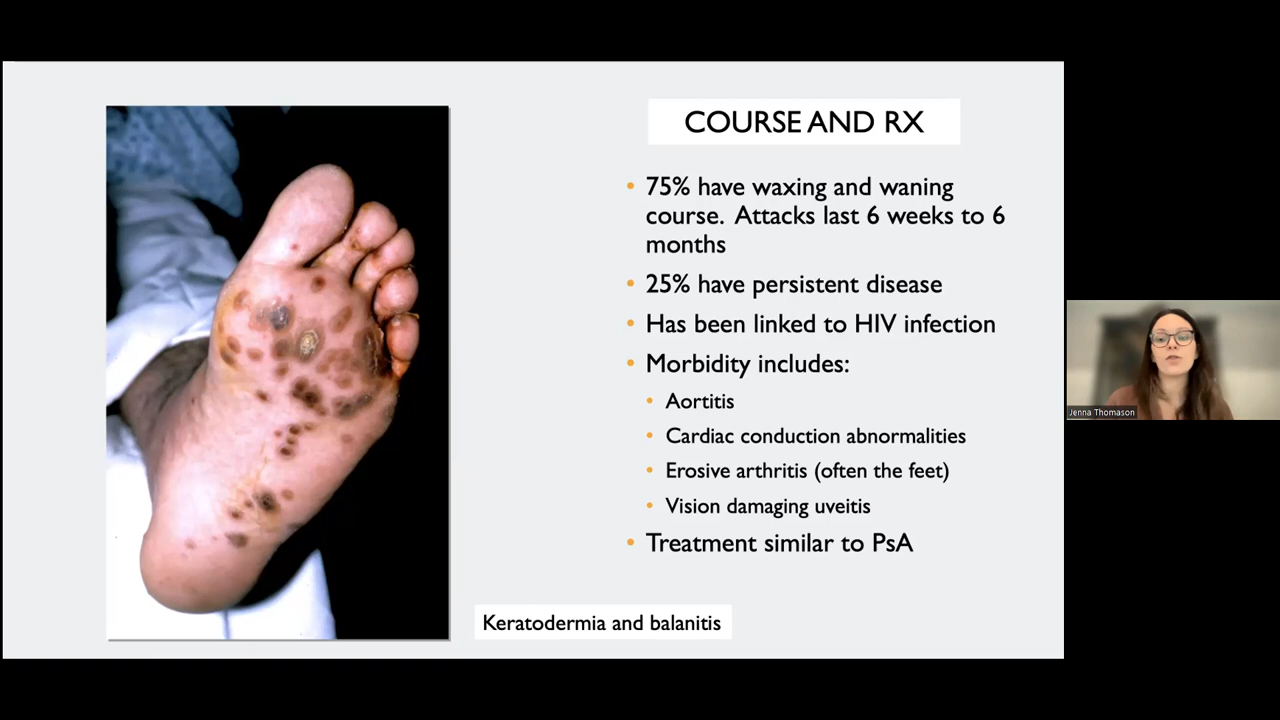 COURSE AND RX
• 75% have waxing and waning
course. Attacks last 6 weeks to 6
months
• 25% have persistent disease
• Has been linked to HIV infection
• Morbidity includes:
• Aortitis
• Cardiac conduction abnormalities
• Erosive arthritis (often the feet)
• Vision damaging uveitis
• Treatment similar to PsA
Keratodermia and balanitis
Jenna Thomason